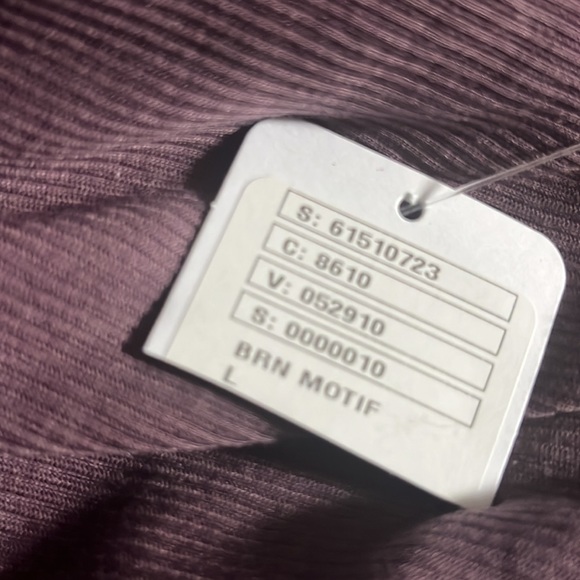 S: 61510723
C: 8610
V: 052910
S: 0000010
BRN MOTIF
L